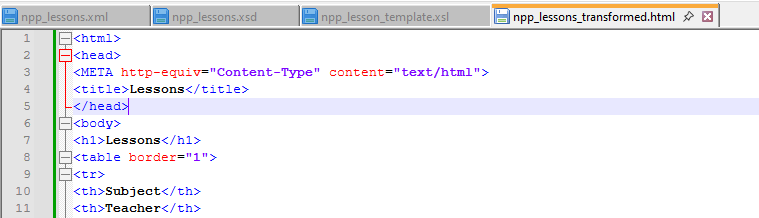 npp_lessons.xml npp_lessons.xsd npp_lesson_template.xsl npp_lessons_transformed.html
1 <html>
2 <head>
3 <META http-equiv="Content-Type" content="text/html">
4 <title>Lessons</title>
5 </head>
6 <body>
7 <h1>Lessons</h1>
8 <table border="1">
9 <tr>
10 <th>Subject</th>
11 <th>Teacher</th>